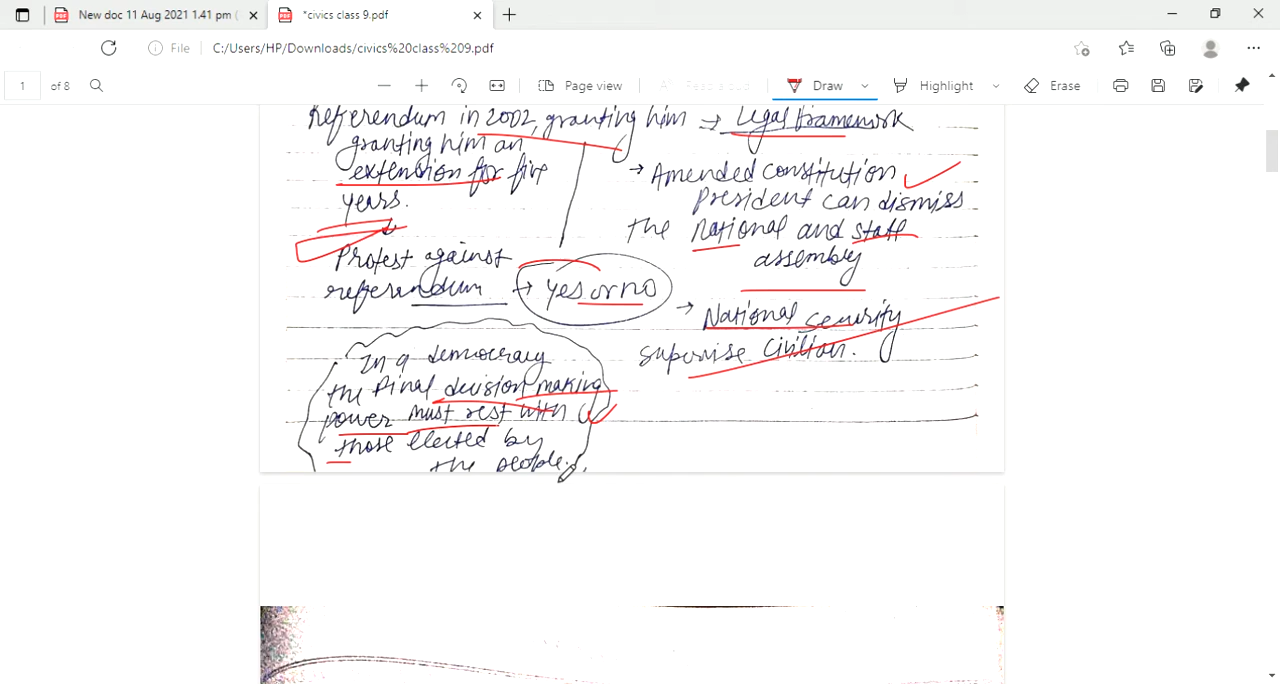 New doc 11 Aug 2021 1.41 pm (
*civics class 9.pdf
File
C:/Users/HP/Downloads/civics%20class%209.pdf
1 of 8
Page view
Draw
Highlight
Erase
Referendum in 2002, granting him
granting him an
extension for five
years.
Protest against
referendum → yes or no
In a democracy
the final decision making
power must rest with
those elected by
the people.
→ Legal framework
→ Amended constitution
President can dismiss
the National and staff
assembly
→ National security
supervise civilian.